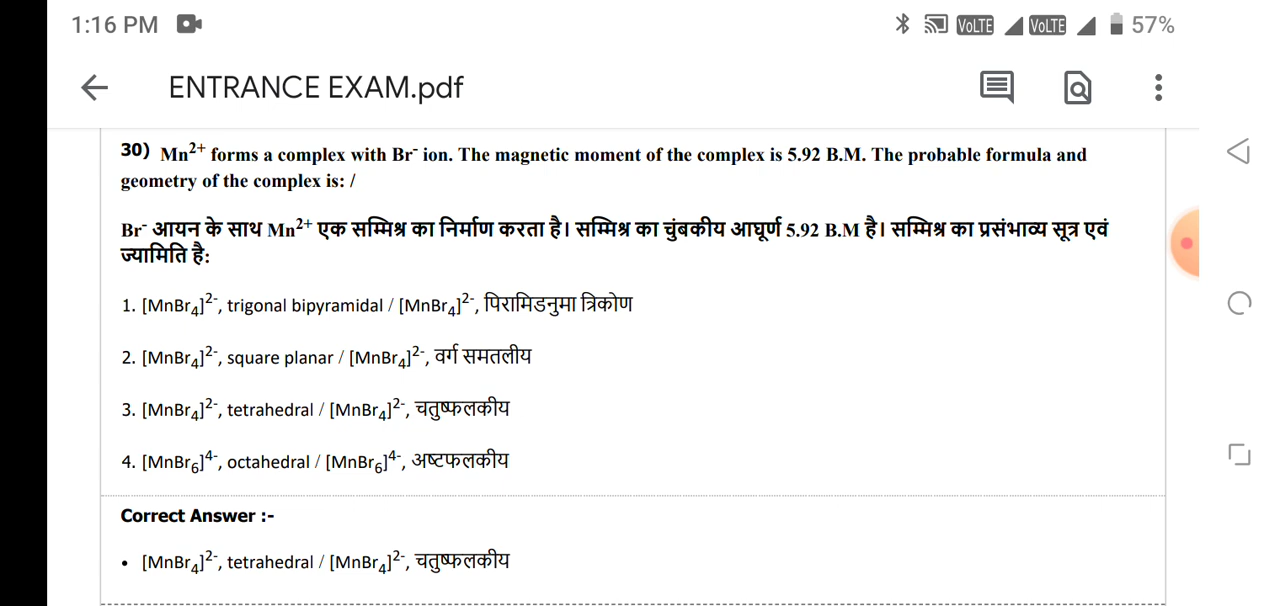 1:16 PM VoLTE VoLTE 57%
ENTRANCE EXAM.pdf
30) Mn²⁺ forms a complex with Br⁻ ion. The magnetic moment of the complex is 5.92 B.M. The probable formula and
geometry of the complex is: /
Br⁻ आयन के साथ Mn²⁺ एक सम्मिश्र का निर्माण करता है। सम्मिश्र का चुंबकीय आघूर्ण 5.92 B.M है। सम्मिश्र का प्रसंभाव्य सूत्र एवं
ज्यामिति है:
1. [MnBr₄]²⁻, trigonal bipyramidal / [MnBr₄]²⁻, पिरामिडनुमा त्रिकोण
2. [MnBr₄]²⁻, square planar / [MnBr₄]²⁻, वर्ग समतलीय
3. [MnBr₄]²⁻, tetrahedral / [MnBr₄]²⁻, चतुष्फलकीय
4. [MnBr₆]⁴⁻, octahedral / [MnBr₆]⁴⁻, अष्टफलकीय
Correct Answer :-
• [MnBr₄]²⁻, tetrahedral / [MnBr₄]²⁻, चतुष्फलकीय